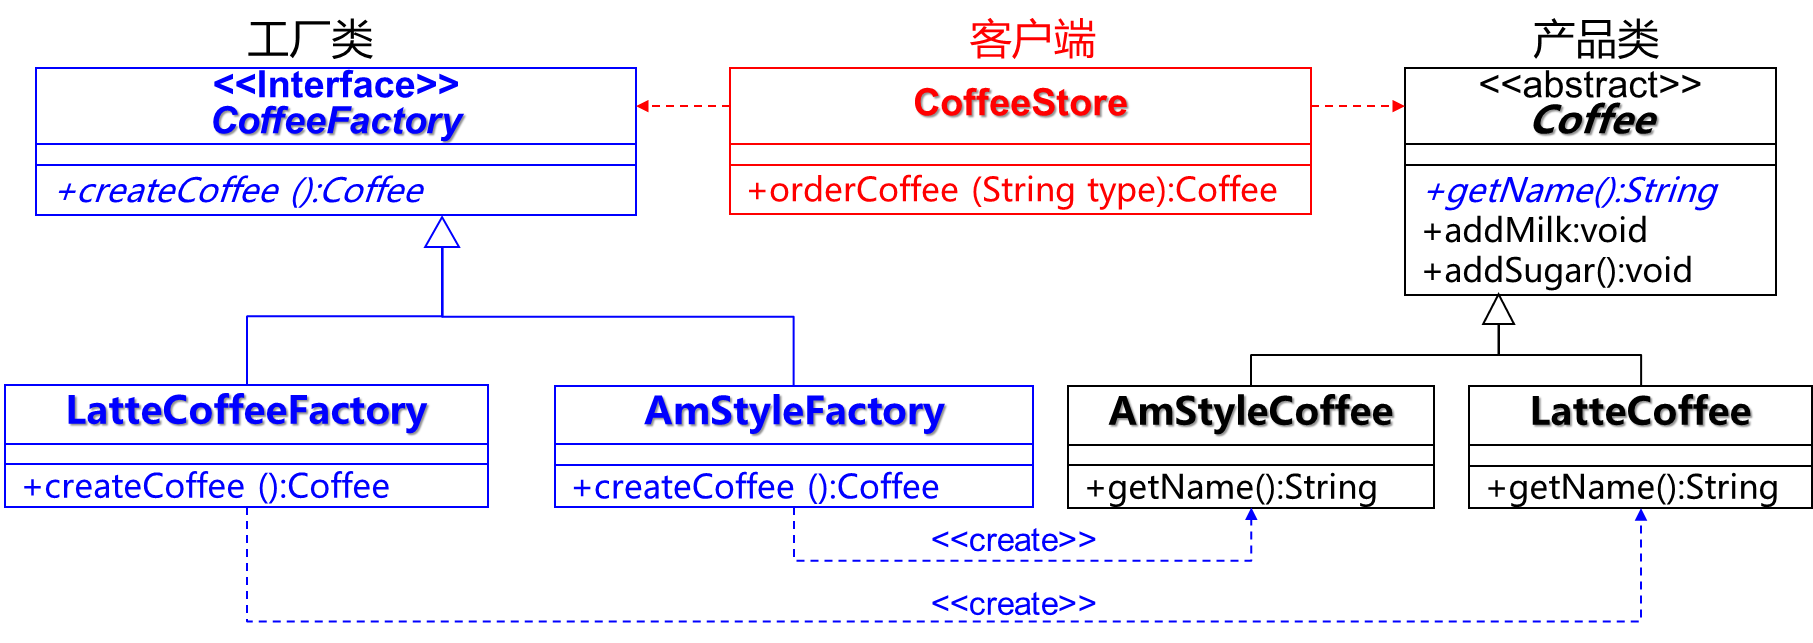 工厂类
<<Interface>>
CoffeeFactory
+createCoffee ():Coffee
客户端
CoffeeStore
+orderCoffee (String type):Coffee
产品类
<<abstract>>
Coffee
+getName():String
+addMilk:void
+addSugar():void
LatteCoffeeFactory
+createCoffee ():Coffee
AmStyleFactory
+createCoffee ():Coffee
AmStyleCoffee
+getName():String
LatteCoffee
+getName():String
<<create>>
<<create>>